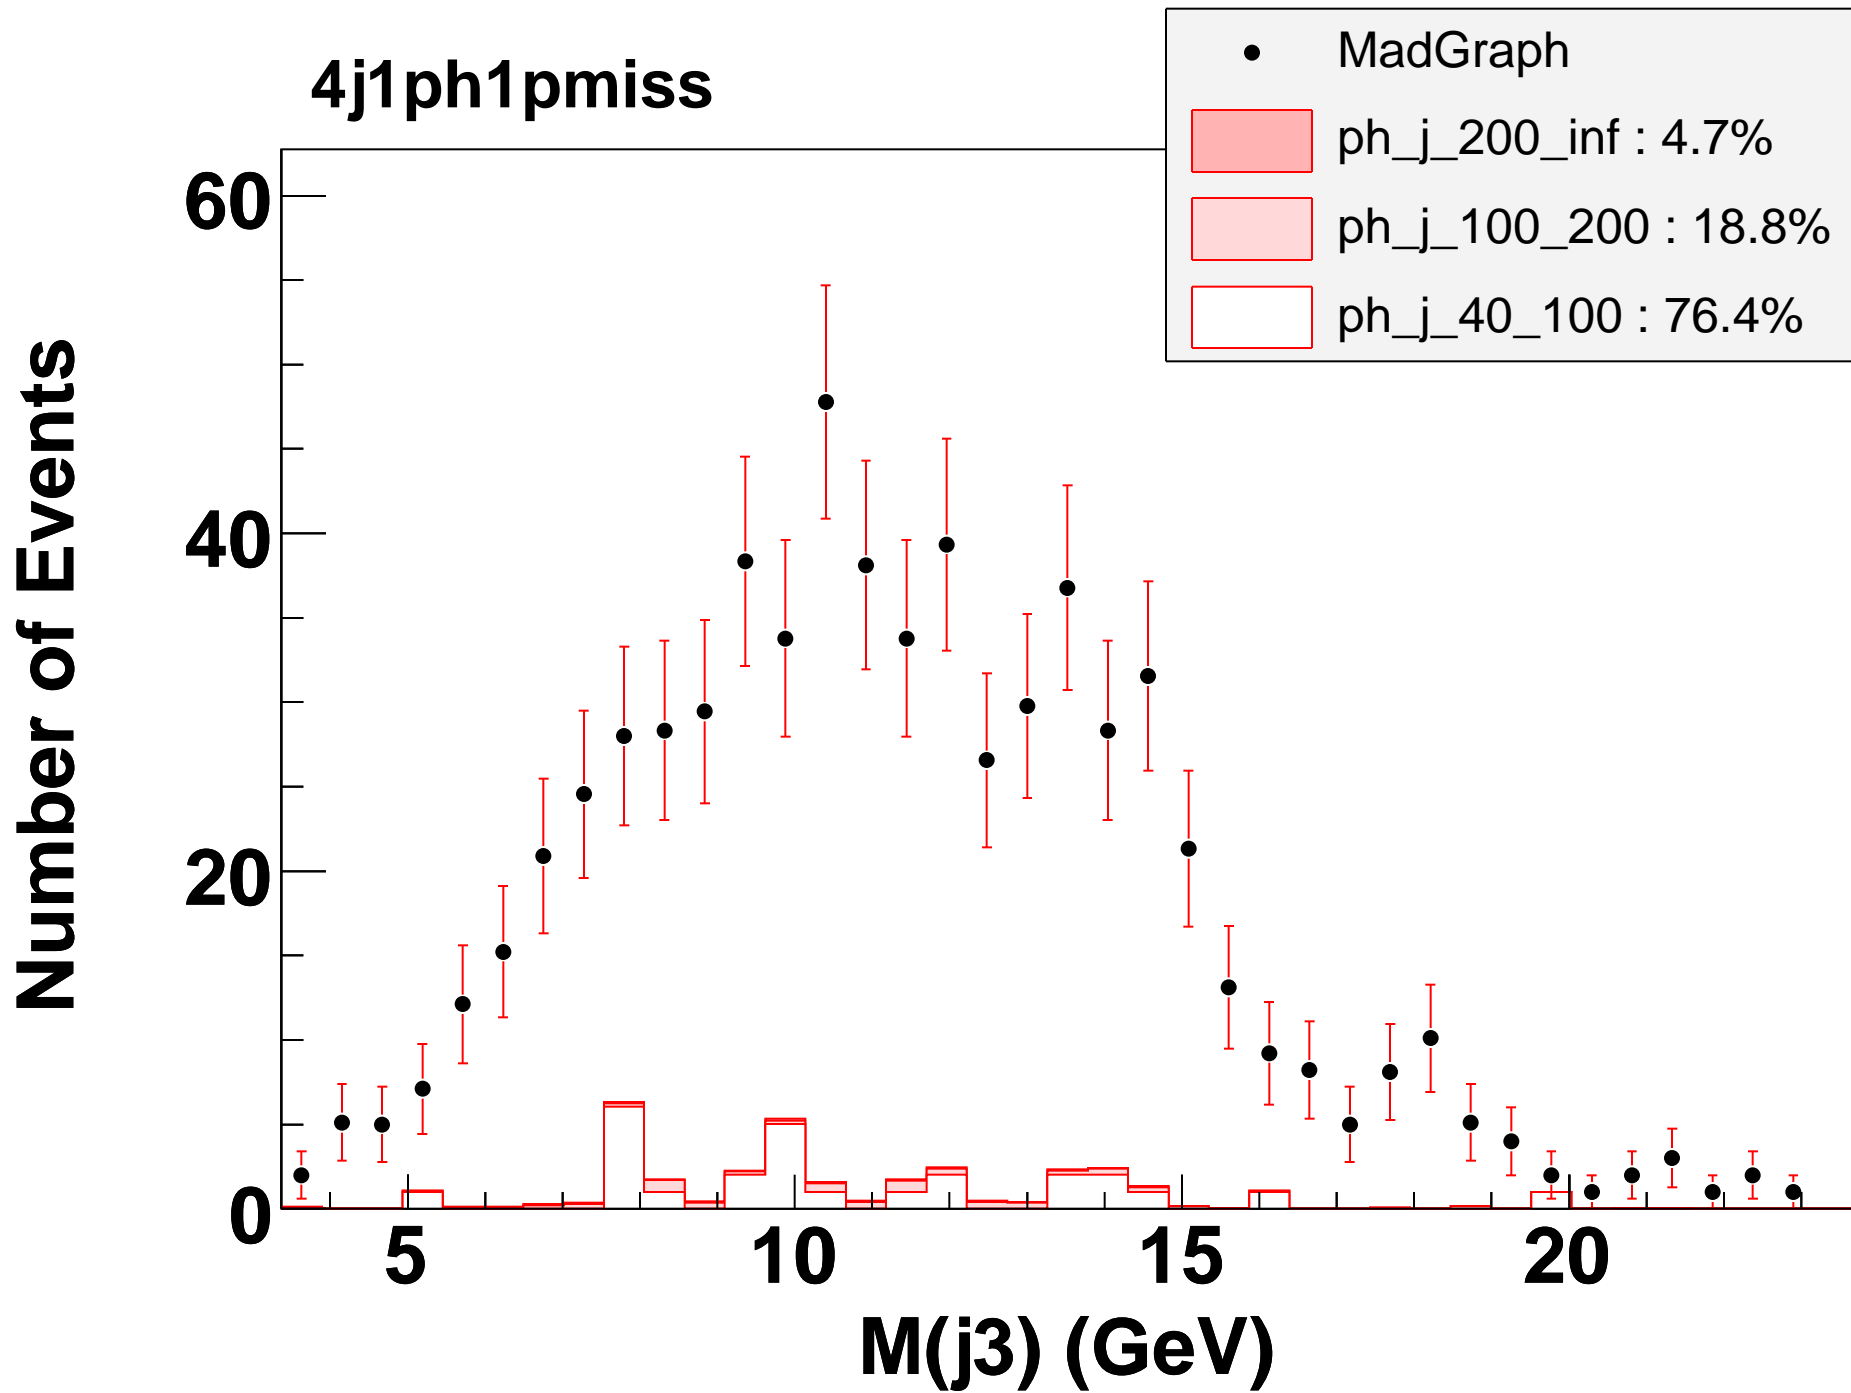 4j1ph1pmiss
MadGraph
ph_j_200_inf : 4.7%
ph_j_100_200 : 18.8%
ph_j_40_100 : 76.4%
Number of Events
60
40
20
0
5 10 15 20
M(j3) (GeV)